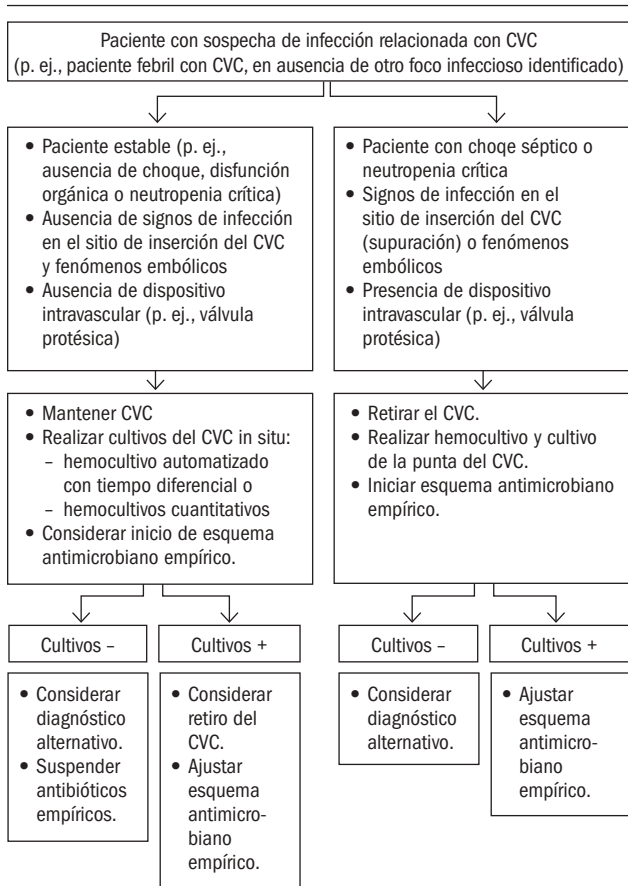 Paciente con sospecha de infección relacionada con CVC
(p. ej., paciente febril con CVC, en ausencia de otro foco infeccioso identificado)
• Paciente estable (p. ej.,
ausencia de choque, disfunción
orgánica o neutropenia crítica)
• Ausencia de signos de infección
en el sitio de inserción del CVC
y fenómenos embólicos
• Ausencia de dispositivo
intravascular (p. ej., válvula
protésica)
• Paciente con choqe séptico o
neutropenia crítica
• Signos de infección en el
sitio de inserción del CVC
(supuración) o fenómenos
embólicos
• Presencia de dispositivo
intravascular (p. ej., válvula
protésica)
• Mantener CVC
• Realizar cultivos del CVC in situ:
– hemocultivo automatizado
con tiempo diferencial o
– hemocultivos cuantitativos
• Considerar inicio de esquema
antimicrobiano empírico.
• Retirar el CVC.
• Realizar hemocultivo y cultivo
de la punta del CVC.
• Iniciar esquema antimicrobiano
empírico.
Cultivos –
Cultivos +
Cultivos –
Cultivos +
• Considerar
diagnóstico
alternativo.
• Suspender
antibióticos
empíricos.
• Considerar
retiro del
CVC.
• Ajustar
esquema
antimicro-
biano
empírico.
• Considerar
diagnóstico
alternativo.
• Ajustar
esquema
antimicro-
biano
empírico.